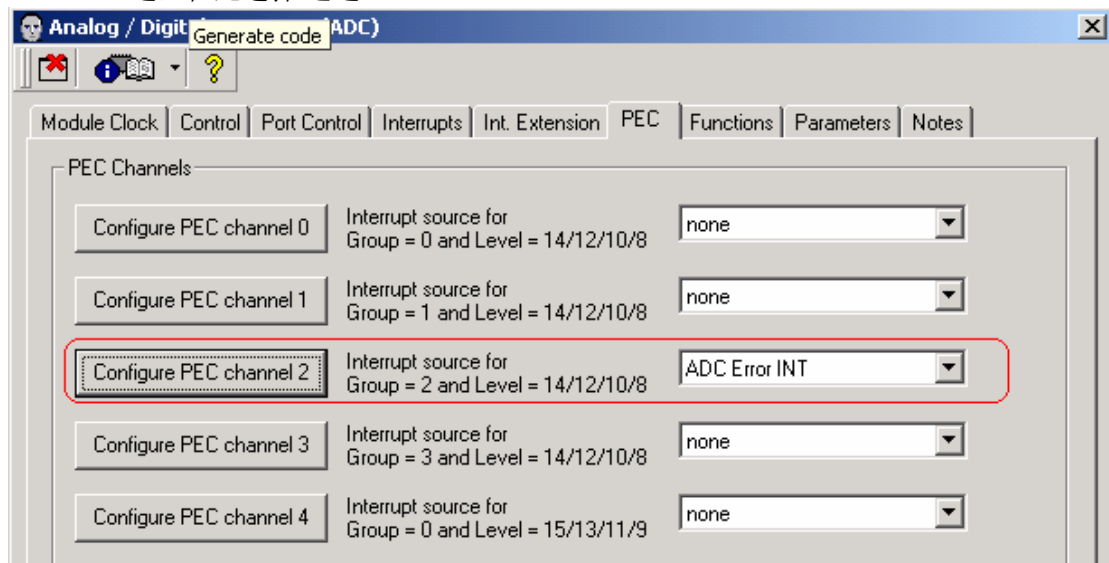 Analog / Digit ADC)
Generate code
Module Clock Control Port Control Interrupts Int. Extension PEC Functions Parameters Notes
PEC Channels
Configure PEC channel 0
Interrupt source for
Group = 0 and Level = 14/12/10/8
none
Configure PEC channel 1
Interrupt source for
Group = 1 and Level = 14/12/10/8
none
Configure PEC channel 2
Interrupt source for
Group = 2 and Level = 14/12/10/8
ADC Error INT
Configure PEC channel 3
Interrupt source for
Group = 3 and Level = 14/12/10/8
none
Configure PEC channel 4
Interrupt source for
Group = 0 and Level = 15/13/11/9
none